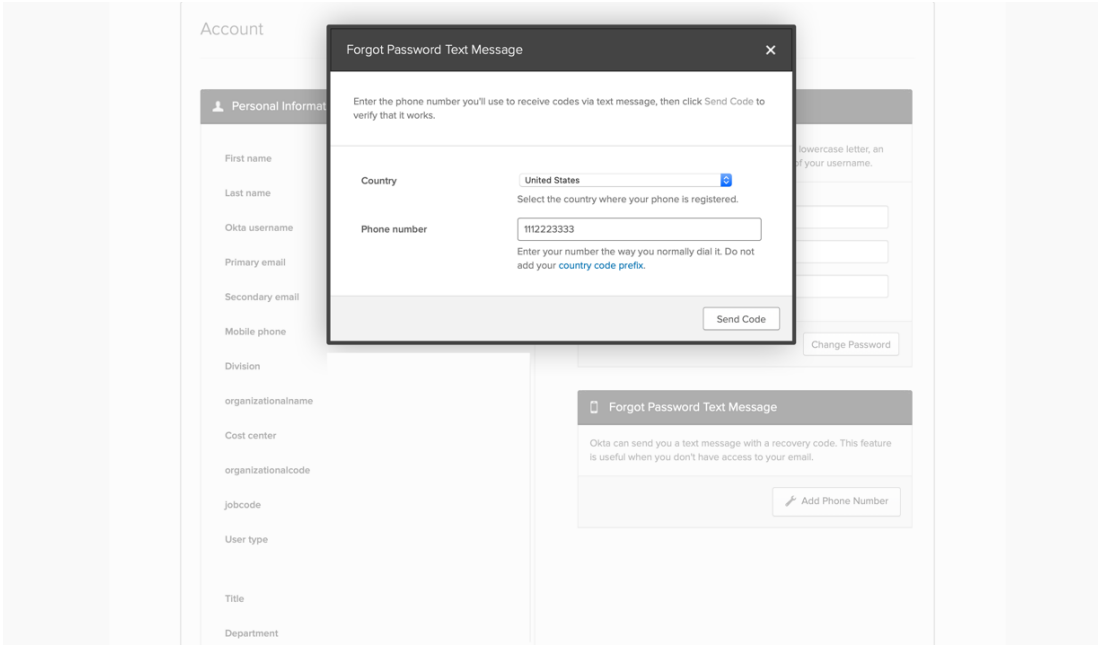 Account
Forgot Password Text Message
Enter the phone number you'll use to receive codes via text message, then click Send Code to
verify that it works.
Country
United States
Select the country where your phone is registered.
Phone number
1112223333
Enter your number the way you normally dial it. Do not
add your country code prefix.
Send Code
Personal Informat
First name
Last name
Okta username
Primary email
Secondary email
Mobile phone
Division
organizationalname
Cost center
organizationalcode
jobcode
User type
Title
Department
lowercase letter, an
of your username.
Change Password
Forgot Password Text Message
Okta can send you a text message with a recovery code. This feature
is useful when you don't have access to your email.
Add Phone Number